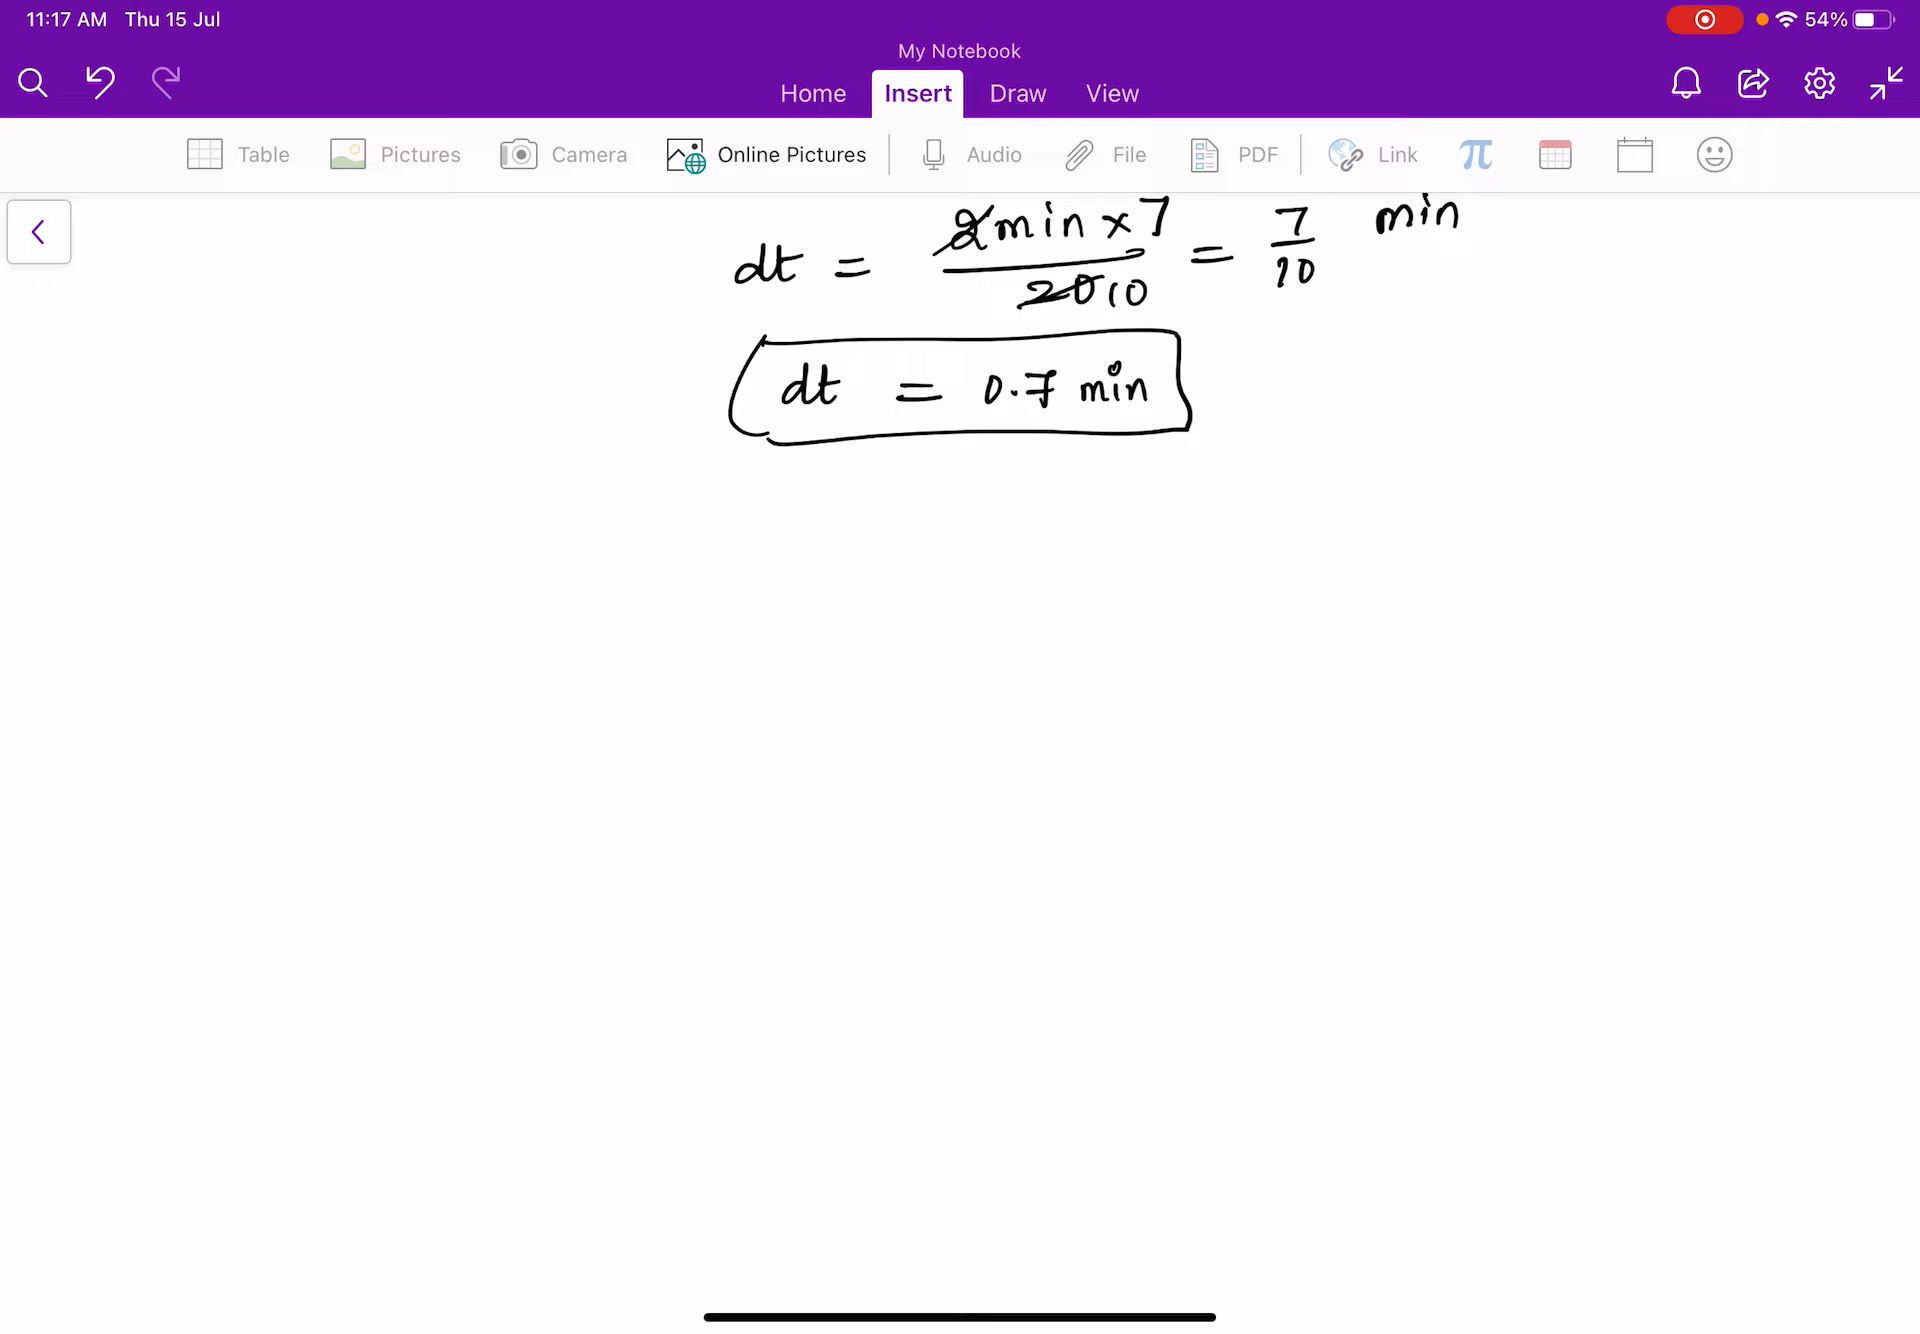 11:17 AM Thu 15 Jul
54%
My Notebook
Home Insert Draw View
Table Pictures Camera Online Pictures Audio File PDF Link π
dt = 2min x 7 / 20 10 = 7/10 min
dt = 0.7 min